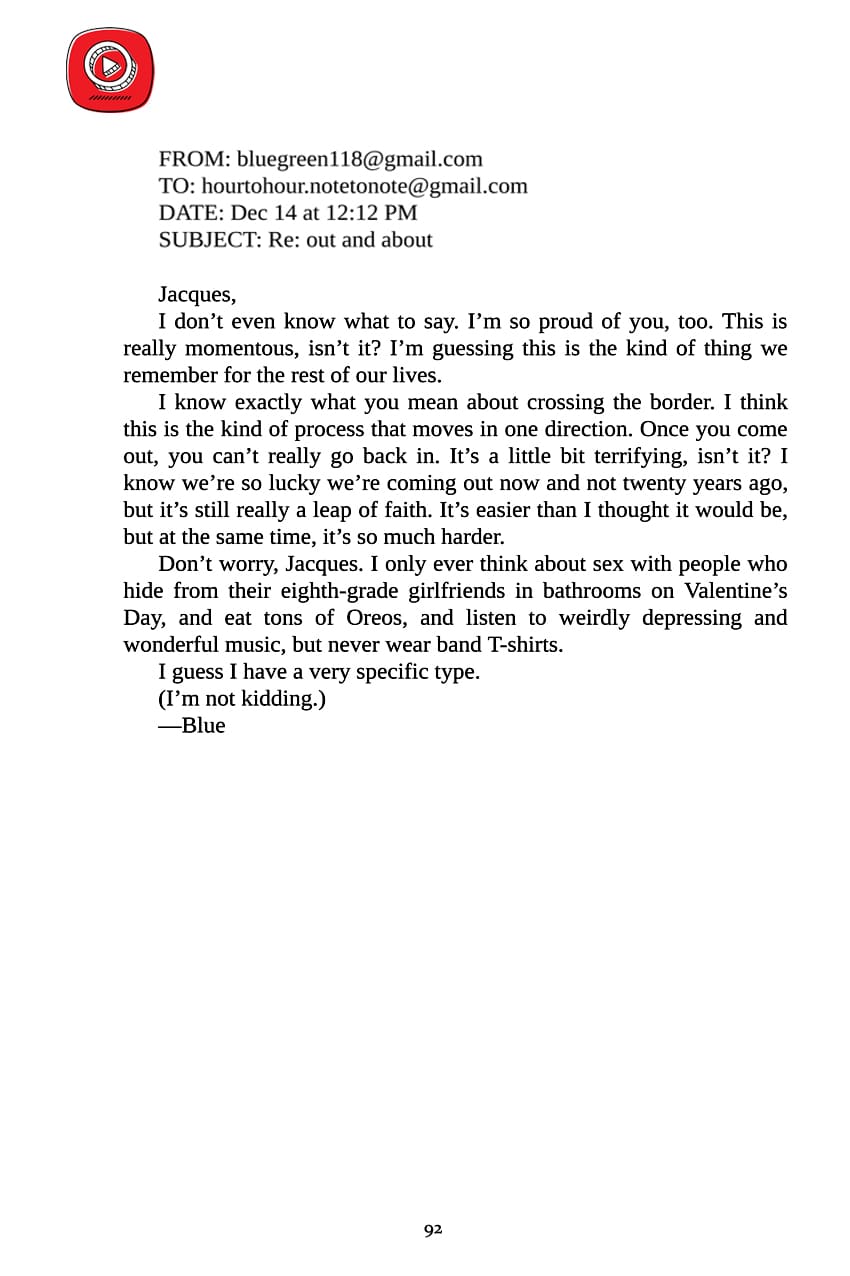 FROM: bluegreen118@gmail.com
TO: hourtohour.notetonote@gmail.com
DATE: Dec 14 at 12:12 PM
SUBJECT: Re: out and about
Jacques,
I don’t even know what to say. I’m so proud of you, too. This is
really momentous, isn’t it? I’m guessing this is the kind of thing we
remember for the rest of our lives.
I know exactly what you mean about crossing the border. I think
this is the kind of process that moves in one direction. Once you come
out, you can’t really go back in. It’s a little bit terrifying, isn’t it? I
know we’re so lucky we’re coming out now and not twenty years ago,
but it’s still really a leap of faith. It’s easier than I thought it would be,
but at the same time, it’s so much harder.
Don’t worry, Jacques. I only ever think about sex with people who
hide from their eighth-grade girlfriends in bathrooms on Valentine’s
Day, and eat tons of Oreos, and listen to weirdly depressing and
wonderful music, but never wear band T-shirts.
I guess I have a very specific type.
(I’m not kidding.)
—Blue
92